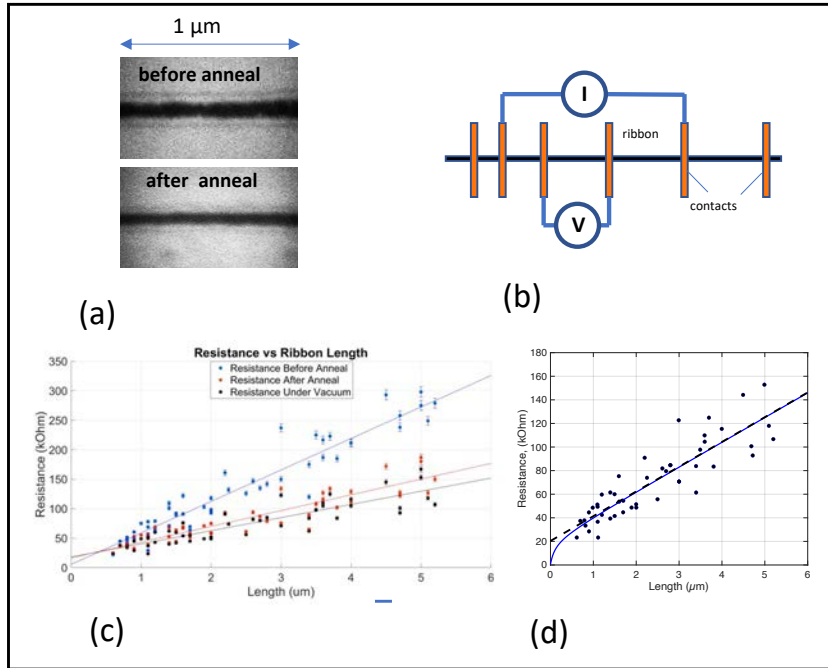 1 µm
before anneal
after anneal
(a)
I
ribbon
contacts
V
(b)
Resistance vs Ribbon Length
Resistance Before Anneal
Resistance After Anneal
Resistance Under Vacuum
350
300
250
200
150
100
50
0
Resistance (kOhm)
0 1 2 3 4 5 6
Length (um)
(c)
180
160
140
120
100
80
60
40
20
0
Resistance, (kOhm)
0 1 2 3 4 5 6
Length (µm)
(d)